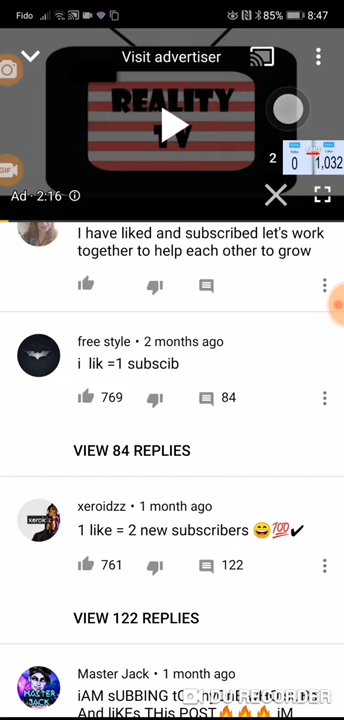 Fido 85% 8:47
Visit advertiser
REALITY
TV
2 0 1,032
Ad · 2:16
GIF
I have liked and subscribed let's work
together to help each other to grow
free style • 2 months ago
i lik =1 subscib
769 84
VIEW 84 REPLIES
xeroidzz • 1 month ago
1 like = 2 new subscribers 😄💯✔
761 122
VIEW 122 REPLIES
Master Jack • 1 month ago
iAM sUBBING
And liKEs THis POST🔥🔥🔥 iM